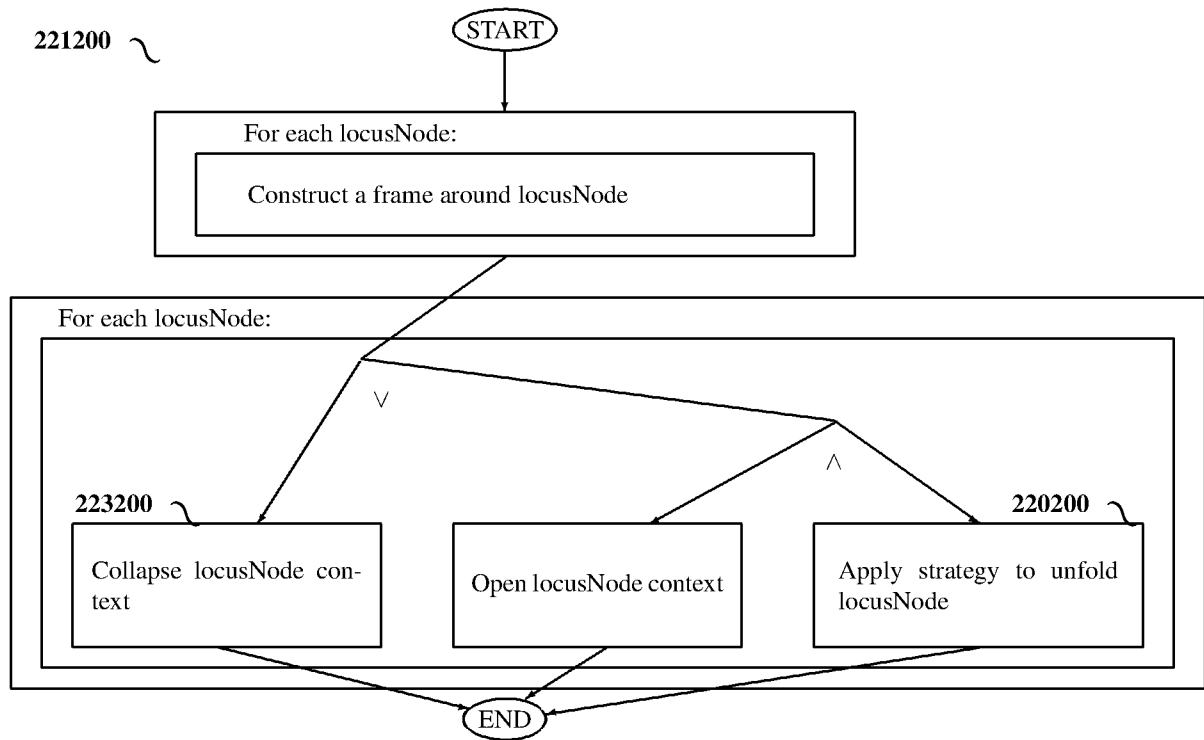 START
221200
For each locusNode:
Construct a frame around locusNode
For each locusNode:
∨
∧
223200
220200
Collapse locusNode con-
text
Open locusNode context
Apply strategy to unfold
locusNode
END